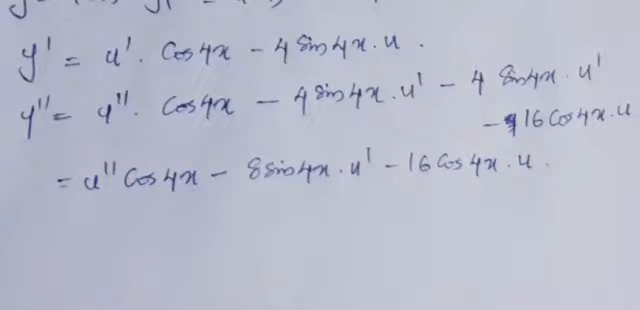 y' = u'. Cos4x - 4 Sin4x. u.
y'' = u''. Cos4x - 4 Sin4x. u' - 4 Sin4x. u'
- 16 Cos4x. u
= u'' Cos4x - 8 Sin4x. u' - 16 Cos4x. u.